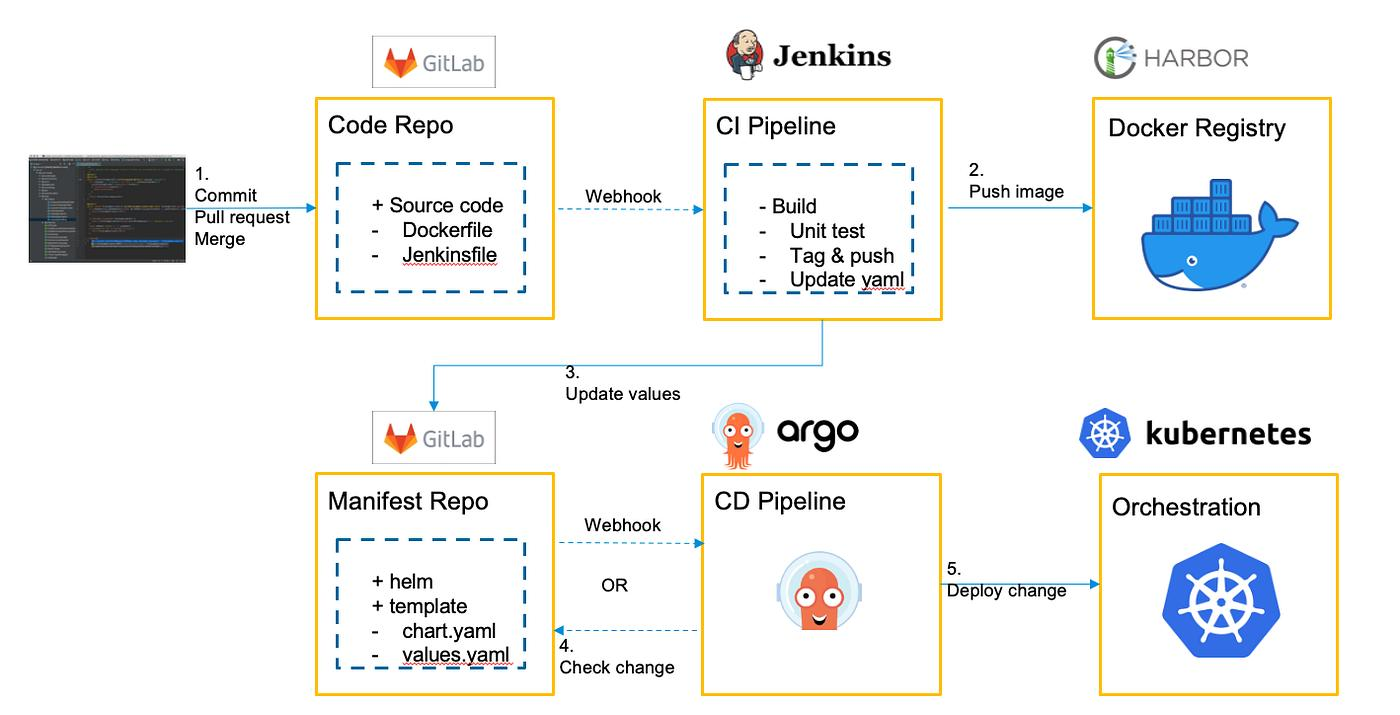 GitLab
Jenkins
HARBOR
Code Repo
CI Pipeline
Docker Registry
1.
Commit
Pull request
Merge
+ Source code
- Dockerfile
- Jenkinsfile
Webhook
- Build
- Unit test
- Tag & push
- Update yaml
2.
Push image
3.
Update values
GitLab
argo
kubernetes
Manifest Repo
CD Pipeline
Orchestration
+ helm
+ template
- chart.yaml
- values.yaml
Webhook
OR
4.
Check change
5.
Deploy change